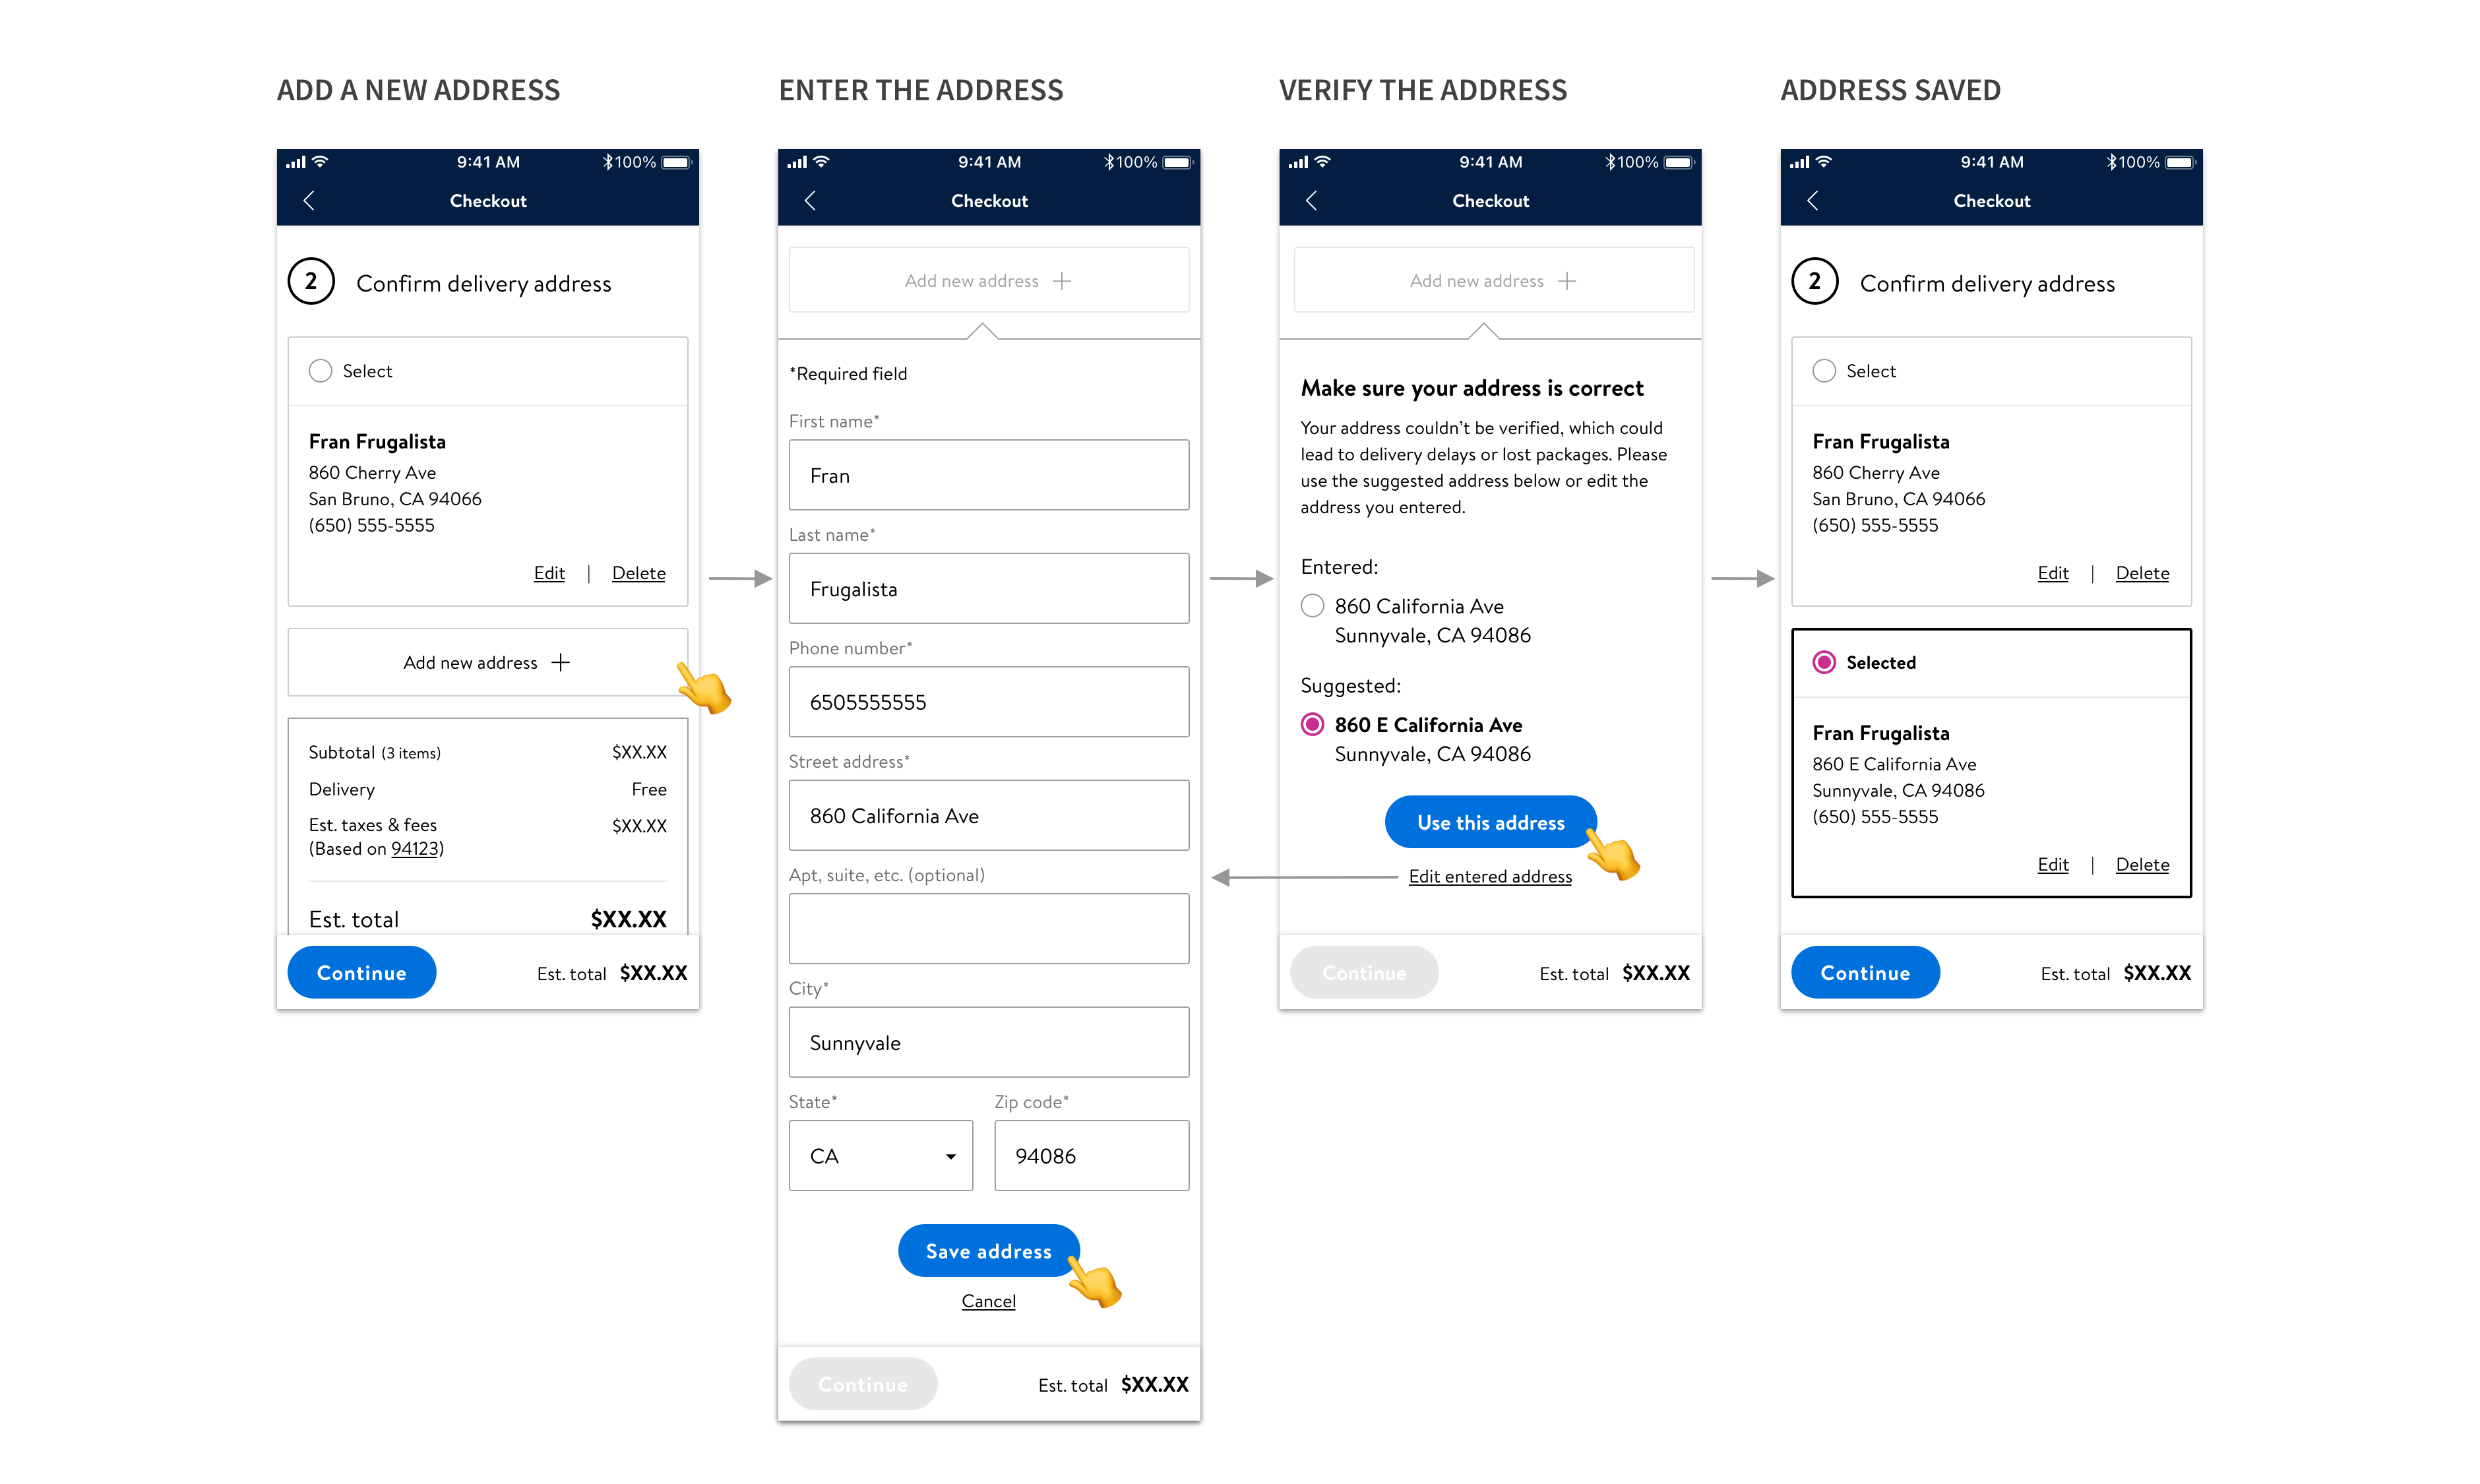 ADD A NEW ADDRESS
9:41 AM
100%
Checkout
2
Confirm delivery address
Select
Fran Frugalista
860 Cherry Ave
San Bruno, CA 94066
(650) 555-5555
Edit | Delete
Add new address +
Subtotal (3 items) $XX.XX
Delivery Free
Est. taxes & fees $XX.XX
(Based on 94123)
Est. total $XX.XX
Continue
Est. total $XX.XX
ENTER THE ADDRESS
9:41 AM
100%
Checkout
Add new address +
*Required field
First name*
Fran
Last name*
Frugalista
Phone number*
6505555555
Street address*
860 California Ave
Apt, suite, etc. (optional)
City*
Sunnyvale
State*
CA
Zip code*
94086
Save address
Cancel
Continue
Est. total $XX.XX
VERIFY THE ADDRESS
9:41 AM
100%
Checkout
Add new address +
Make sure your address is correct
Your address couldn’t be verified, which could
lead to delivery delays or lost packages. Please
use the suggested address below or edit the
address you entered.
Entered:
860 California Ave
Sunnyvale, CA 94086
Suggested:
860 E California Ave
Sunnyvale, CA 94086
Use this address
Edit entered address
Continue
Est. total $XX.XX
ADDRESS SAVED
9:41 AM
100%
Checkout
2
Confirm delivery address
Select
Fran Frugalista
860 Cherry Ave
San Bruno, CA 94066
(650) 555-5555
Edit | Delete
Selected
Fran Frugalista
860 E California Ave
Sunnyvale, CA 94086
(650) 555-5555
Edit | Delete
Continue
Est. total $XX.XX